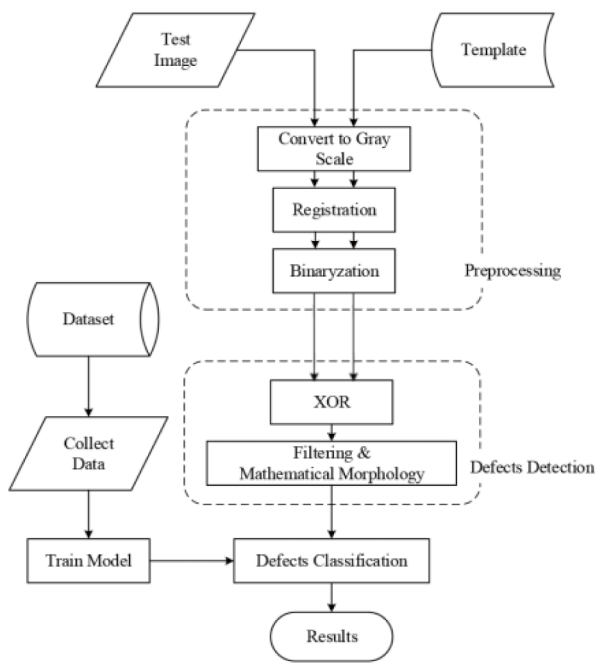 Test
Image
Template
Convert to Gray
Scale
Registration
Binaryzation
Preprocessing
Dataset
XOR
Collect
Data
Filtering &
Mathematical Morphology
Defects Detection
Train Model
Defects Classification
Results